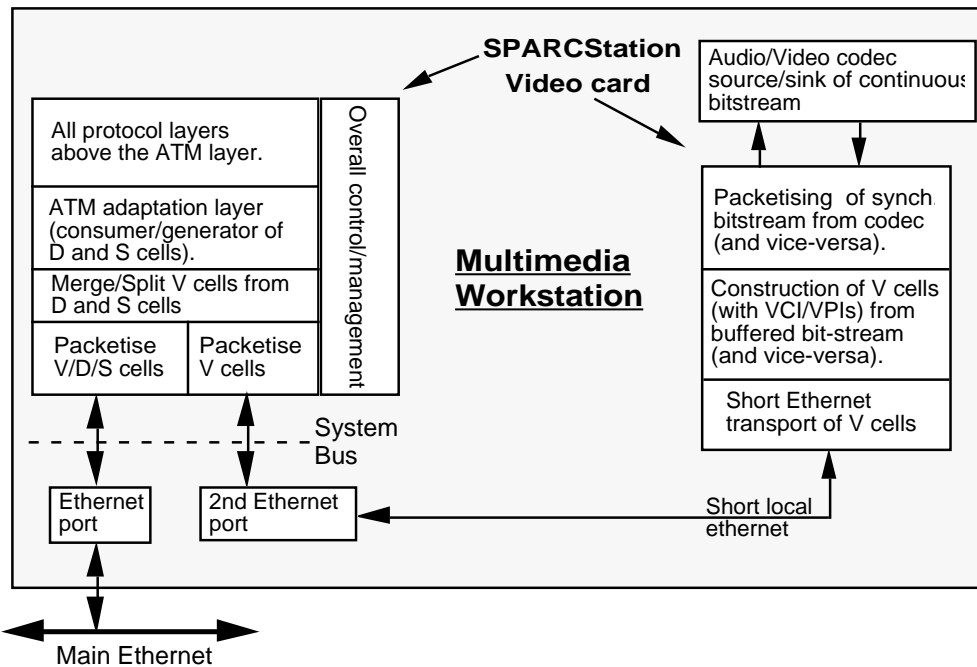 SPARCStation
Video card
Audio/Video codec
source/sink of continuous
bitstream
All protocol layers
above the ATM layer.
ATM adaptation layer
(consumer/generator of
D and S cells).
Merge/Split V cells from
D and S cells
Packetise
V/D/S cells
Packetise
V cells
Overall control/management
Multimedia
Workstation
Packetising of synch.
bitstream from codec
(and vice-versa).
Construction of V cells
(with VCI/VPIs) from
buffered bit-stream
(and vice-versa).
Short Ethernet
transport of V cells
System
Bus
Ethernet
port
2nd Ethernet
port
Short local
ethernet
Main Ethernet